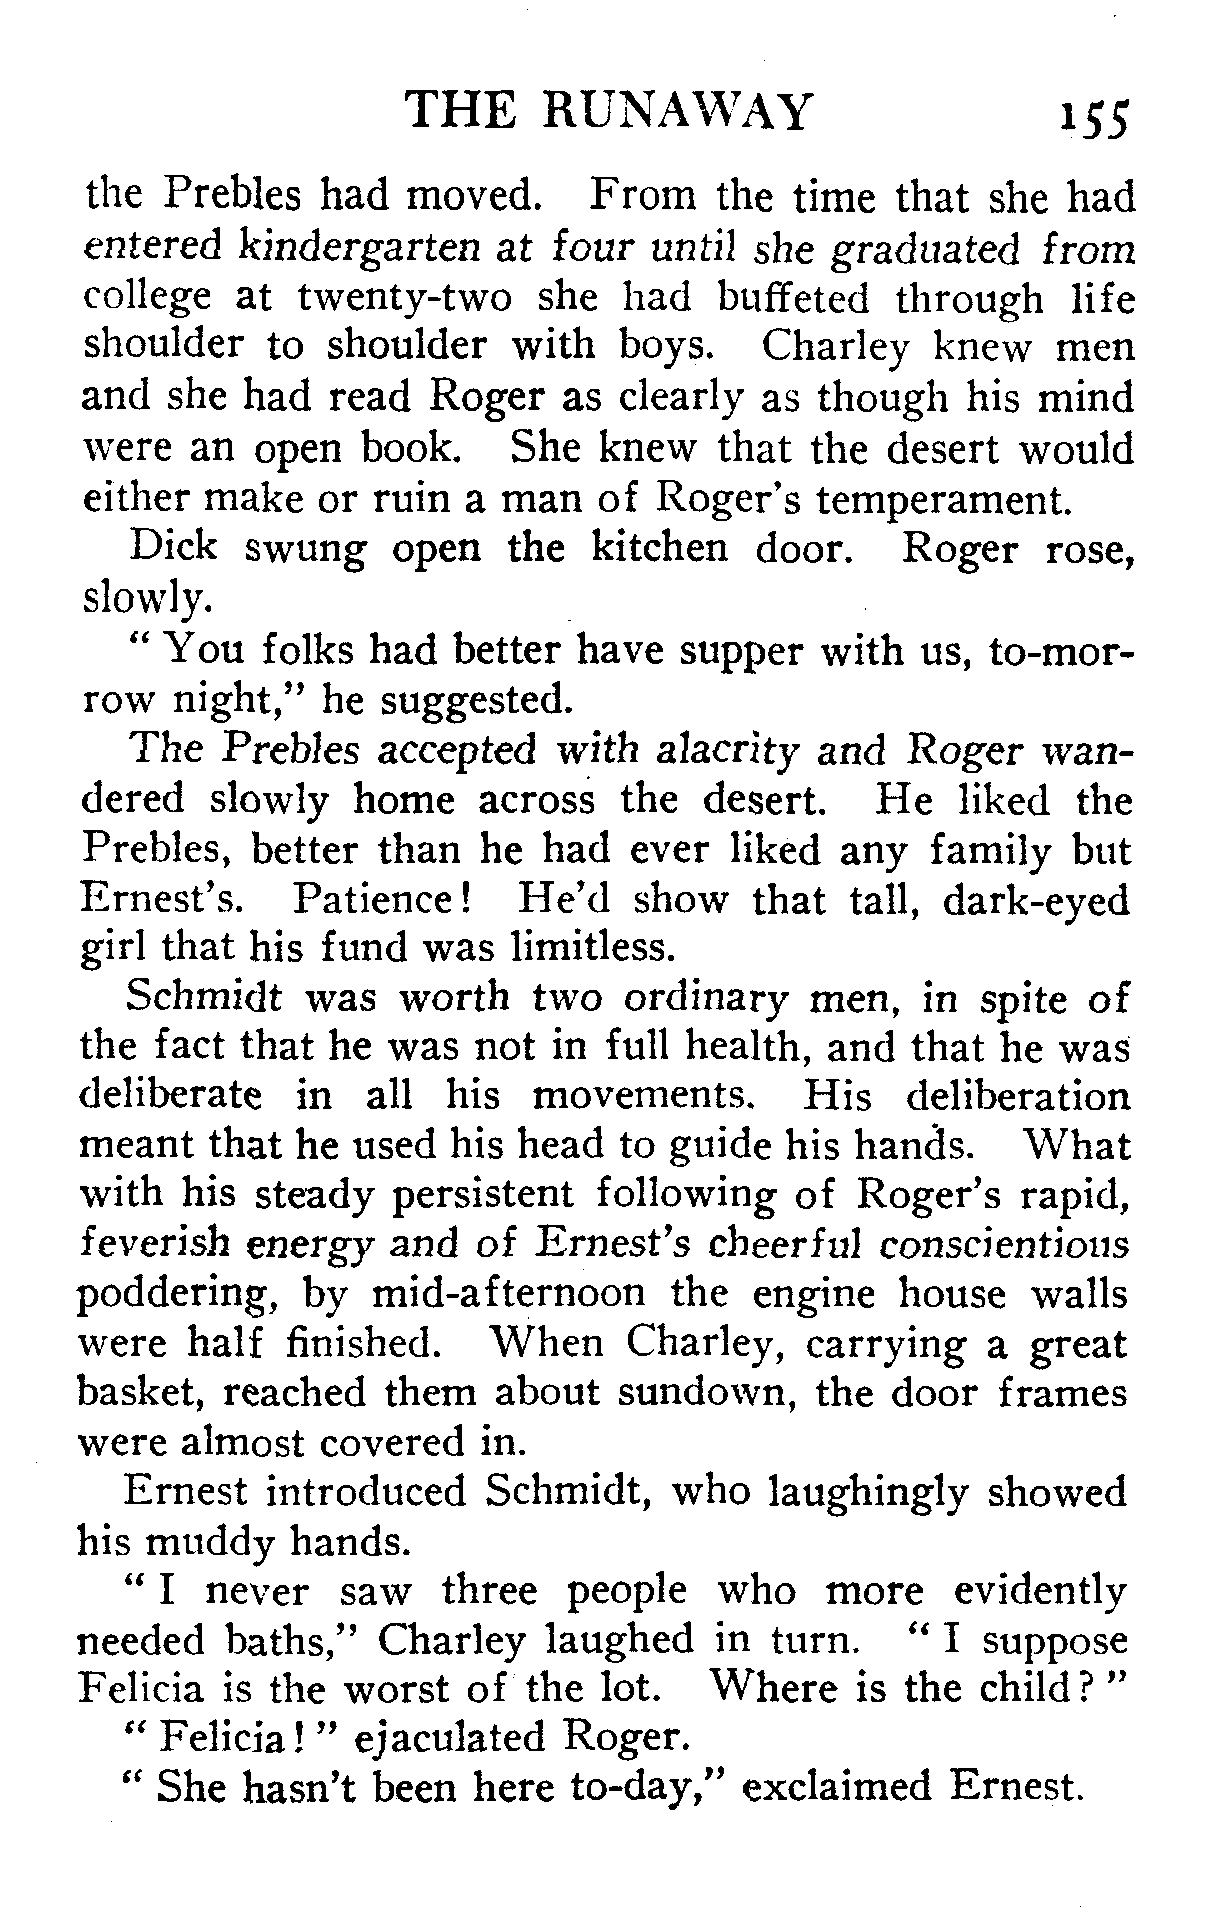 THE RUNAWAY 155
the Prebles had moved. From the time that she had
entered kindergarten at four until she graduated from
college at twenty-two she had buffeted through life
shoulder to shoulder with boys. Charley knew men
and she had read Roger as clearly as though his mind
were an open book. She knew that the desert would
either make or ruin a man of Roger's temperament.
Dick swung open the kitchen door. Roger rose,
slowly.
" You folks had better have supper with us, to-mor-
row night," he suggested.
The Prebles accepted with alacrity and Roger wan-
dered slowly home across the desert. He liked the
Prebles, better than he had ever liked any family but
Ernest's. Patience! He'd show that tall, dark-eyed
girl that his fund was limitless.
Schmidt was worth two ordinary men, in spite of
the fact that he was not in full health, and that he was
deliberate in all his movements. His deliberation
meant that he used his head to guide his hands. What
with his steady persistent following of Roger's rapid,
feverish energy and of Ernest's cheerful conscientious
poddering, by mid-afternoon the engine house walls
were half finished. When Charley, carrying a great
basket, reached them about sundown, the door frames
were almost covered in.
Ernest introduced Schmidt, who laughingly showed
his muddy hands.
" I never saw three people who more evidently
needed baths," Charley laughed in turn. " I suppose
Felicia is the worst of the lot. Where is the child? "
" Felicia! " ejaculated Roger.
" She hasn't been here to-day," exclaimed Ernest.